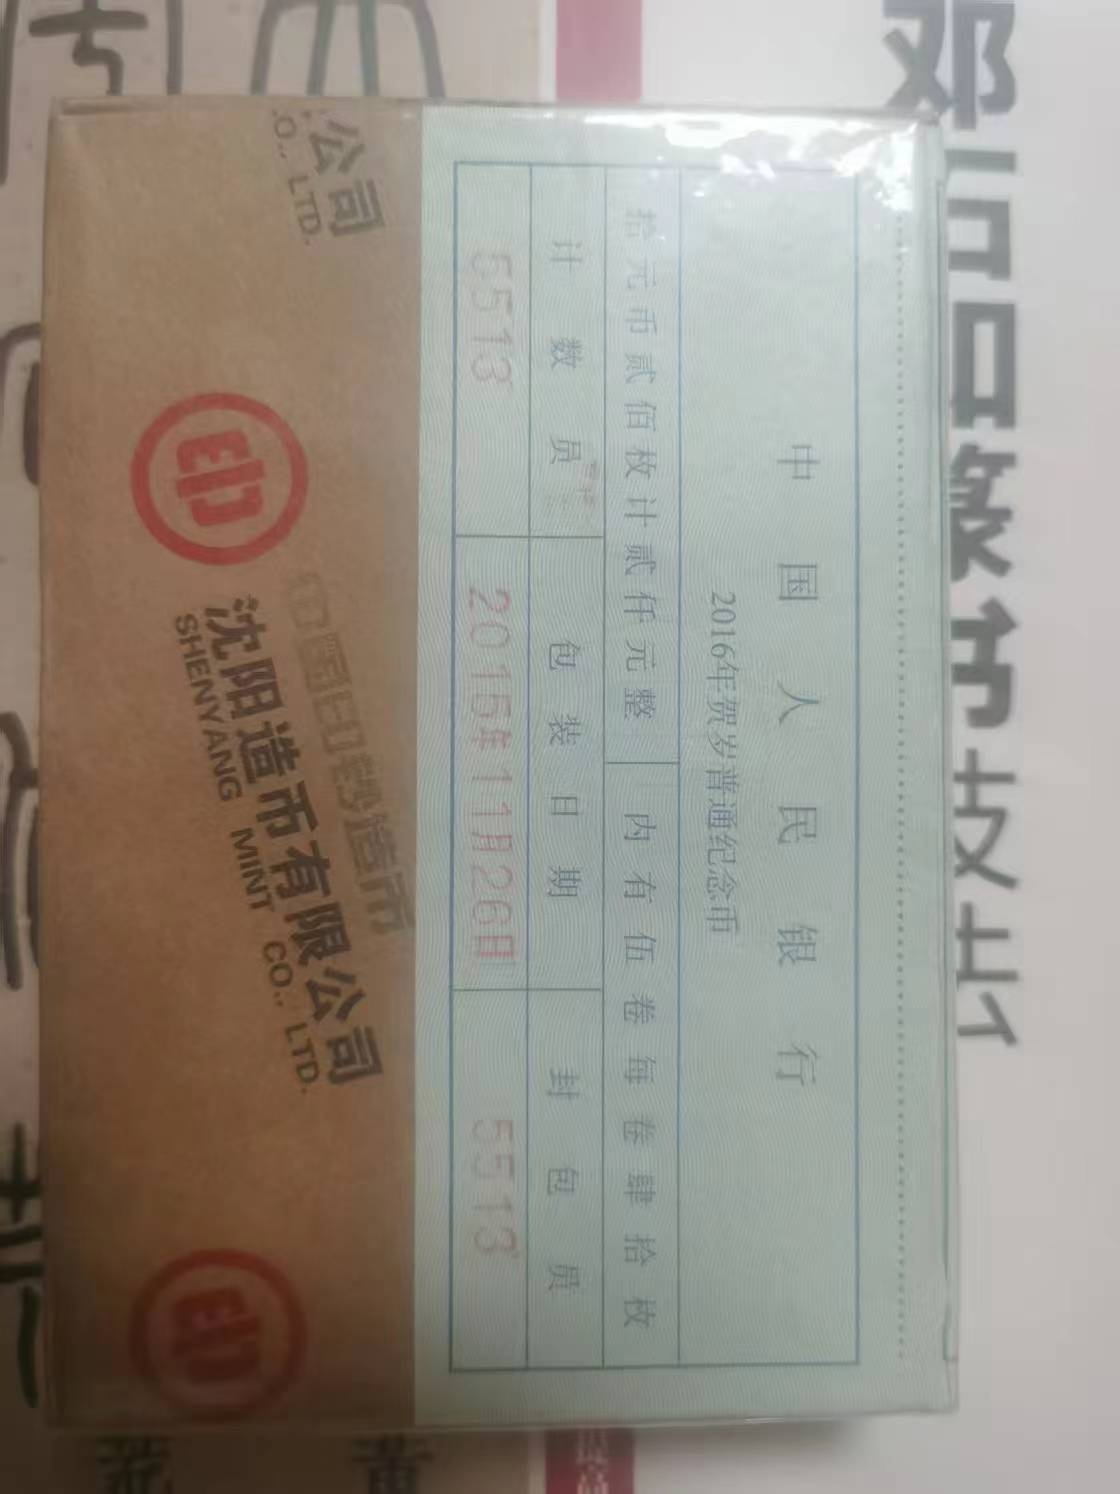 中国人民银行
2016年贺岁普通纪念币
拾元币贰佰枚计贰仟元整 内有伍卷每卷肆拾枚
计数员 包装日期 封包员
5513 2015年11月26日 5513
公司
O., LTD.
中国印钞造币
沈阳造币有限公司
SHENYANG MINT CO., LTD.